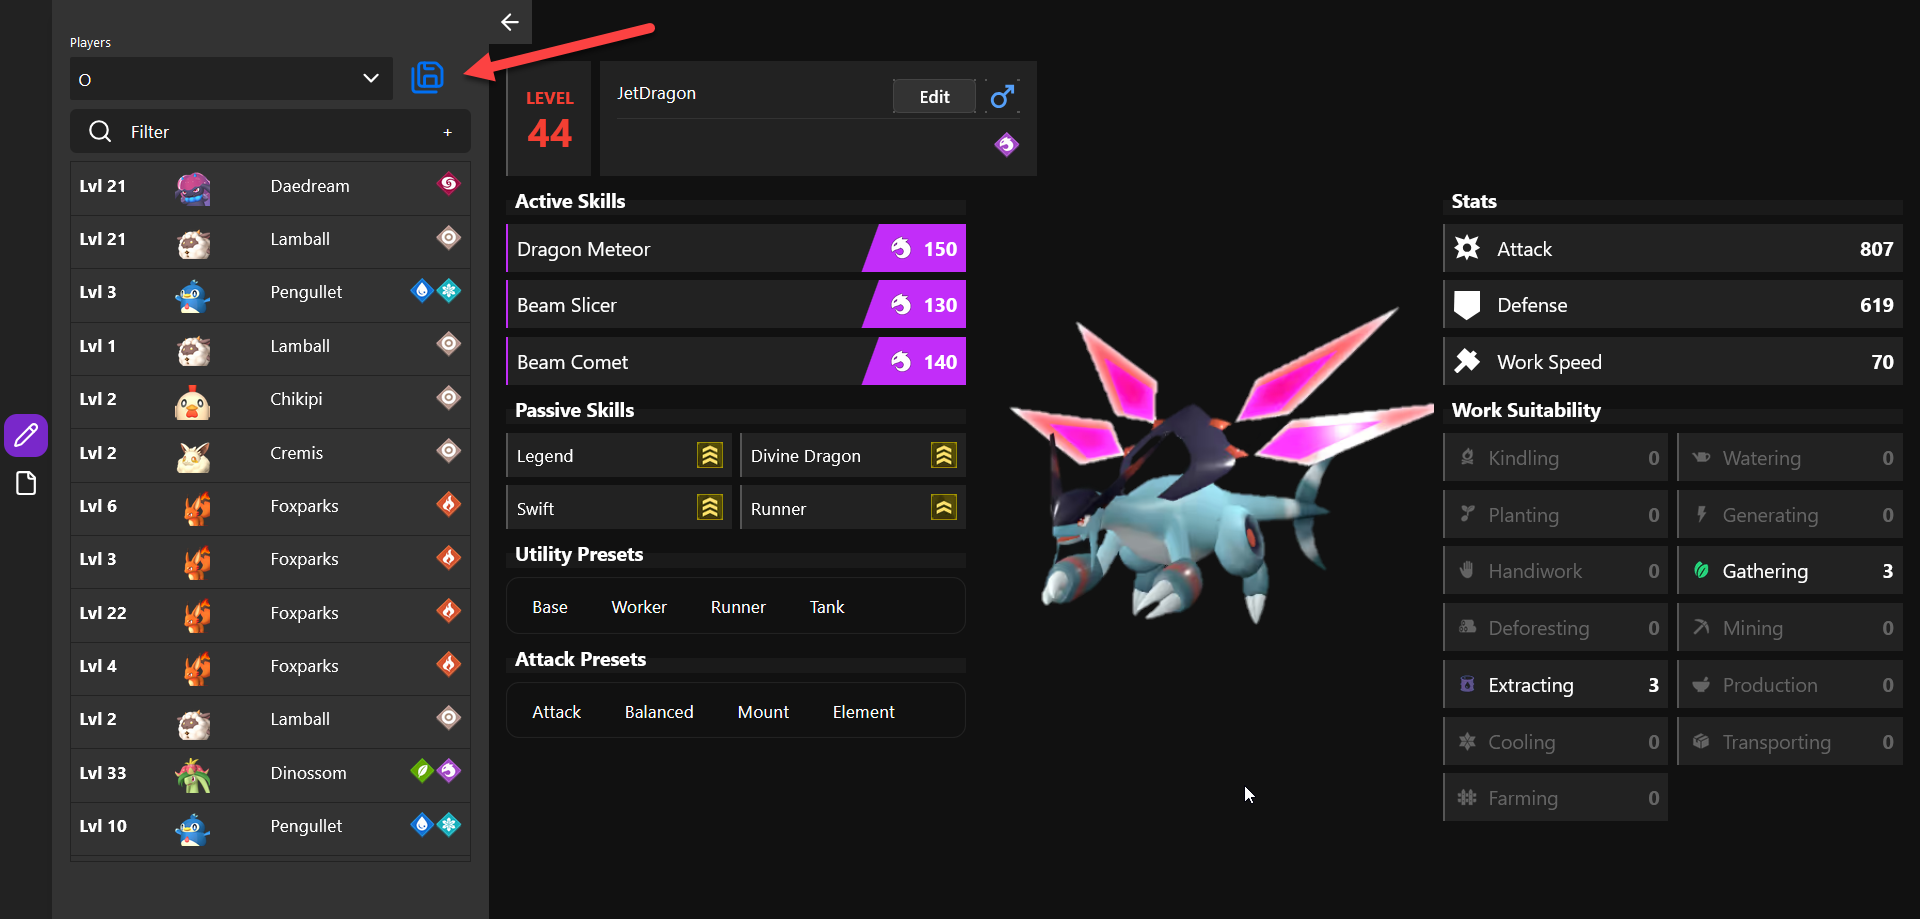 Players
O
Filter +
Lvl 21 Daedream
Lvl 21 Lamball
Lvl 3 Pengullet
Lvl 1 Lamball
Lvl 2 Chikipi
Lvl 2 Cremis
Lvl 6 Foxparks
Lvl 3 Foxparks
Lvl 22 Foxparks
Lvl 4 Foxparks
Lvl 2 Lamball
Lvl 33 Dinossom
Lvl 10 Pengullet
LEVEL
44
JetDragon
Edit
Active Skills
Dragon Meteor 150
Beam Slicer 130
Beam Comet 140
Passive Skills
Legend
Divine Dragon
Swift
Runner
Utility Presets
Base Worker Runner Tank
Attack Presets
Attack Balanced Mount Element
Stats
Attack 807
Defense 619
Work Speed 70
Work Suitability
Kindling 0
Watering 0
Planting 0
Generating 0
Handiwork 0
Gathering 3
Deforesting 0
Mining 0
Extracting 3
Production 0
Cooling 0
Transporting 0
Farming 0